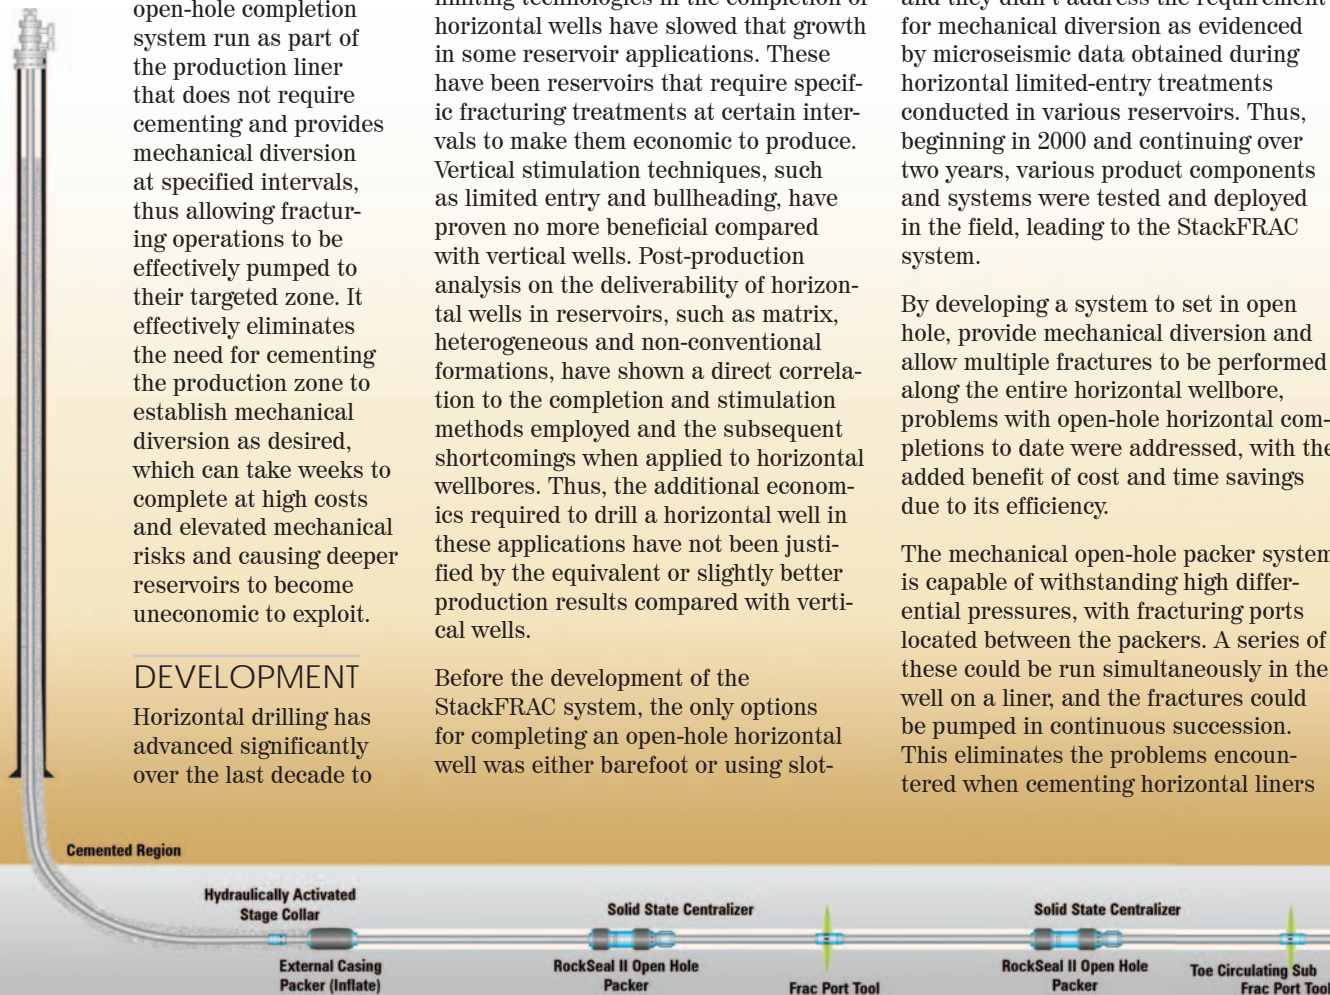 open-hole completion
system run as part of
the production liner
that does not require
cementing and provides
mechanical diversion
at specified intervals,
thus allowing fractur-
ing operations to be
effectively pumped to
their targeted zone. It
effectively eliminates
the need for cementing
the production zone to
establish mechanical
diversion as desired,
which can take weeks to
complete at high costs
and elevated mechanical
risks and causing deeper
reservoirs to become
uneconomic to exploit.
DEVELOPMENT
Horizontal drilling has
advanced significantly
over the last decade to
limiting technologies in the completion of
horizontal wells have slowed that growth
in some reservoir applications. These
have been reservoirs that require specif-
ic fracturing treatments at certain inter-
vals to make them economic to produce.
Vertical stimulation techniques, such
as limited entry and bullheading, have
proven no more beneficial compared
with vertical wells. Post-production
analysis on the deliverability of horizon-
tal wells in reservoirs, such as matrix,
heterogeneous and non-conventional
formations, have shown a direct correla-
tion to the completion and stimulation
methods employed and the subsequent
shortcomings when applied to horizontal
wellbores. Thus, the additional econom-
ics required to drill a horizontal well in
these applications have not been justi-
fied by the equivalent or slightly better
production results compared with verti-
cal wells.
Before the development of the
StackFRAC system, the only options
for completing an open-hole horizontal
well was either barefoot or using slot-
and they didn't address the requirement
for mechanical diversion as evidenced
by microseismic data obtained during
horizontal limited-entry treatments
conducted in various reservoirs. Thus,
beginning in 2000 and continuing over
two years, various product components
and systems were tested and deployed
in the field, leading to the StackFRAC
system.
By developing a system to set in open
hole, provide mechanical diversion and
allow multiple fractures to be performed
along the entire horizontal wellbore,
problems with open-hole horizontal com-
pletions to date were addressed, with the
added benefit of cost and time savings
due to its efficiency.
The mechanical open-hole packer system
is capable of withstanding high differ-
ential pressures, with fracturing ports
located between the packers. A series of
these could be run simultaneously in the
well on a liner, and the fractures could
be pumped in continuous succession.
This eliminates the problems encoun-
tered when cementing horizontal liners
Cemented Region
Hydraulically Activated
Stage Collar
External Casing
Packer (Inflate)
Solid State Centralizer
RockSeal II Open Hole
Packer
Frac Port Tool
Solid State Centralizer
RockSeal II Open Hole
Packer
Toe Circulating Sub
Frac Port Tool